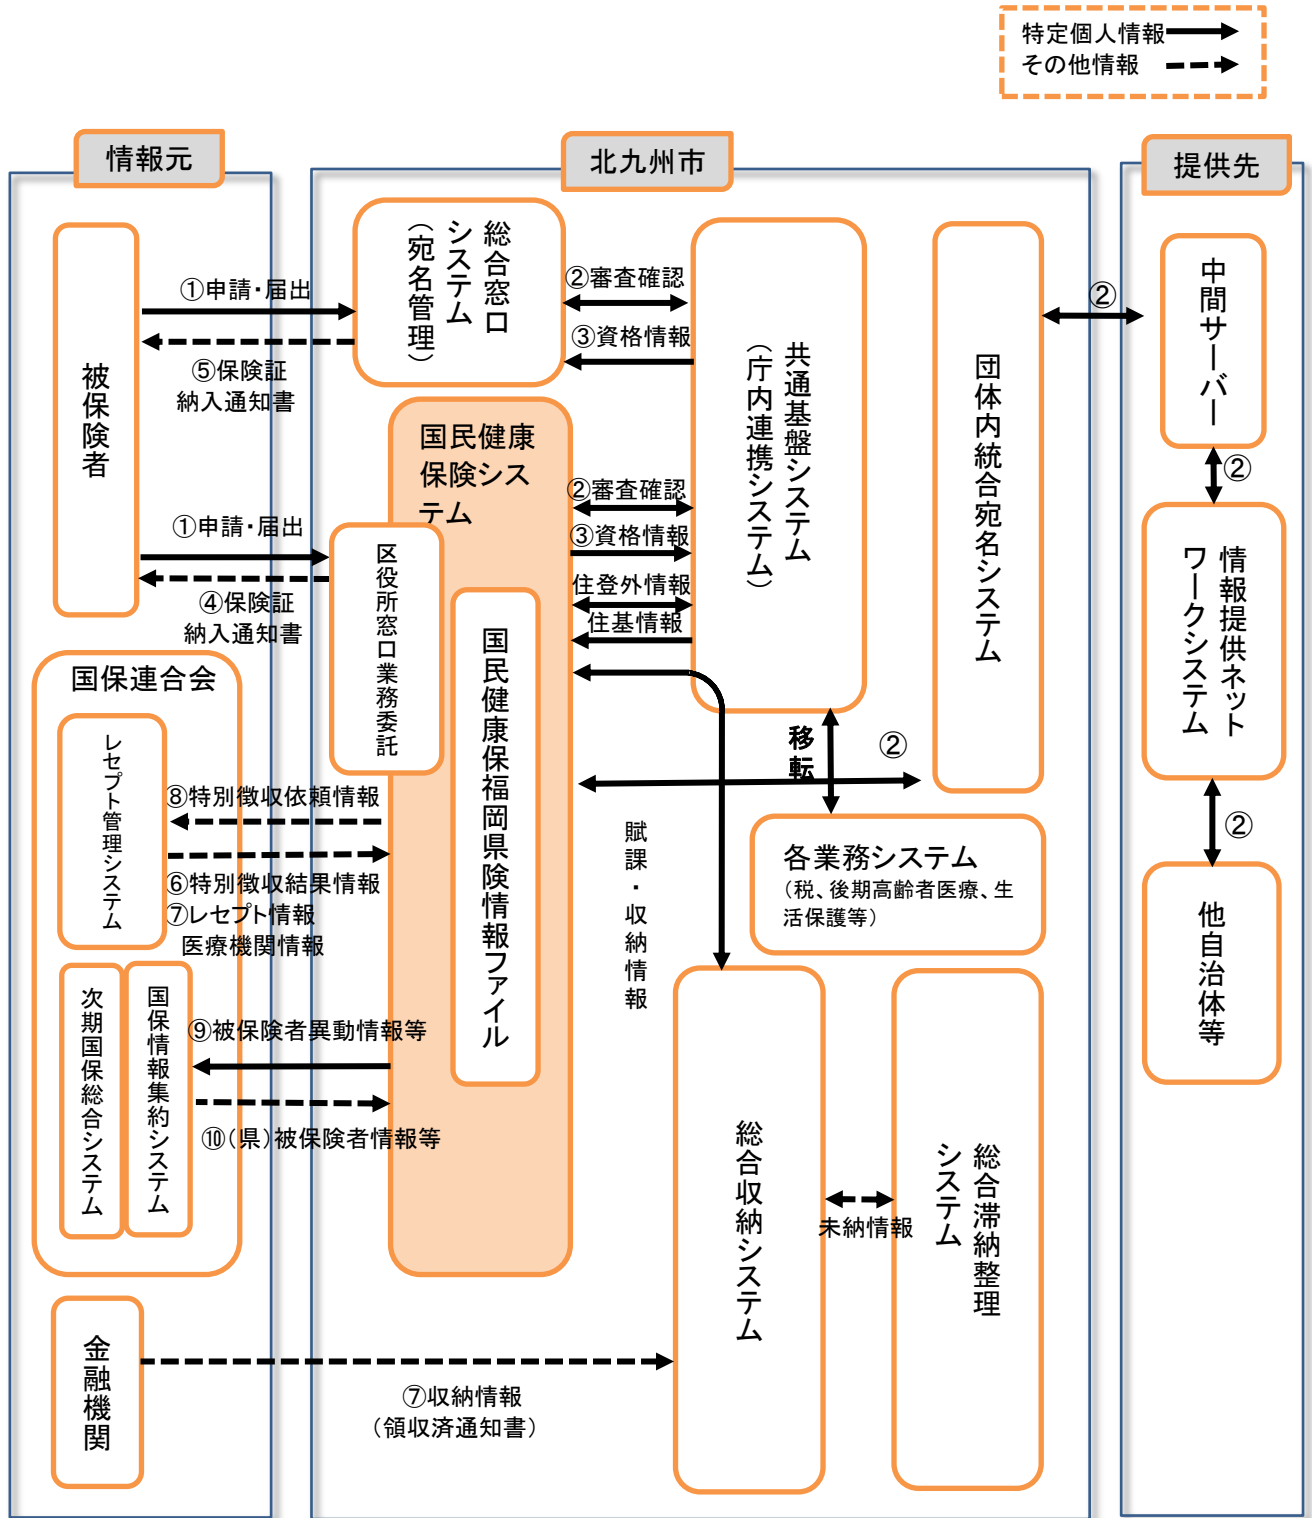 特定個人情報
その他情報
情報元
北九州市
提供先
被保険者
①申請・届出
⑤保険証
納入通知書
①申請・届出
④保険証
納入通知書
国保連合会
レセプト管理システム
⑧特別徴収依頼情報
⑥特別徴収結果情報
⑦レセプト情報
医療機関情報
次期国保総合システム
国保情報集約システム
⑨被保険者異動情報等
⑩(県)被保険者情報等
金融機関
⑦収納情報
(領収済通知書)
総合窓口
システム
(宛名管理)
②審査確認
③資格情報
国民健康
保険シス
テム
区役所窓口業務委託
国民健康保福岡県険情報ファイル
②審査確認
③資格情報
住登外情報
住基情報
共通基盤システム
(庁内連携システム)
団体内統合宛名システム
移転
②
賦課・収納情報
各業務システム
(税、後期高齢者医療、生
活保護等)
総合収納システム
未納情報
総合滞納整理
システム
②
中間サーバー
②
情報提供ネット
ワークシステム
②
他自治体等